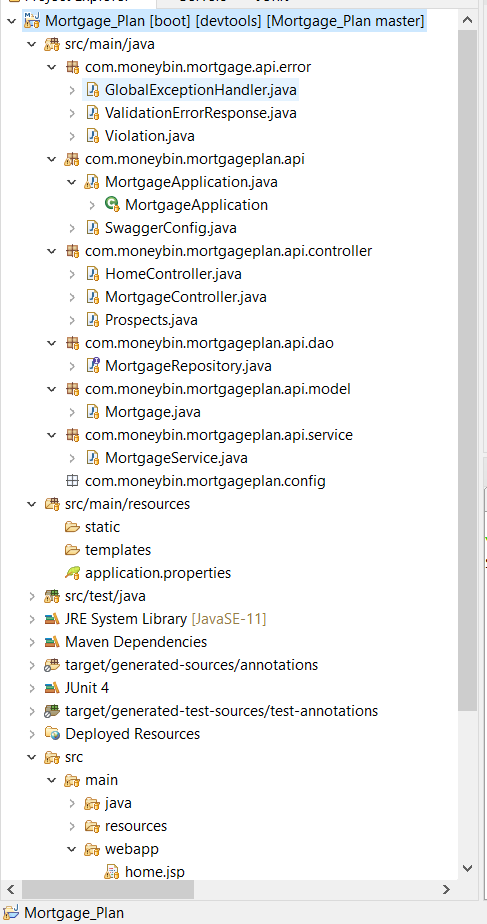 Mortgage_Plan [boot] [devtools] [Mortgage_Plan master]
src/main/java
com.moneybin.mortgage.api.error
GlobalExceptionHandler.java
ValidationErrorResponse.java
Violation.java
com.moneybin.mortgageplan.api
MortgageApplication.java
MortgageApplication
SwaggerConfig.java
com.moneybin.mortgageplan.api.controller
HomeController.java
MortgageController.java
Prospects.java
com.moneybin.mortgageplan.api.dao
MortgageRepository.java
com.moneybin.mortgageplan.api.model
Mortgage.java
com.moneybin.mortgageplan.api.service
MortgageService.java
com.moneybin.mortgageplan.config
src/main/resources
static
templates
application.properties
src/test/java
JRE System Library [JavaSE-11]
Maven Dependencies
target/generated-sources/annotations
JUnit 4
target/generated-test-sources/test-annotations
Deployed Resources
src
main
java
resources
webapp
home.jsp
Mortgage_Plan